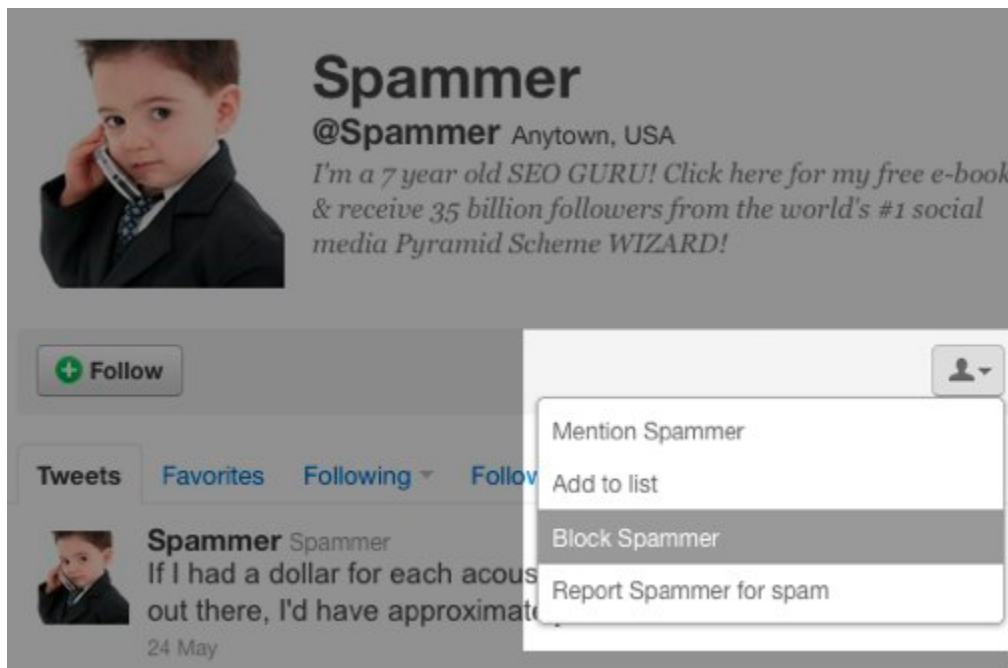 Spammer
@Spammer Anytown, USA
I'm a 7 year old SEO GURU! Click here for my free e-book
& receive 35 billion followers from the world's #1 social
media Pyramid Scheme WIZARD!
Follow
Mention Spammer
Add to list
Block Spammer
Report Spammer for spam
Tweets Favorites Following
Spammer Spammer
If I had a dollar for each
out there, I'd have
24 May